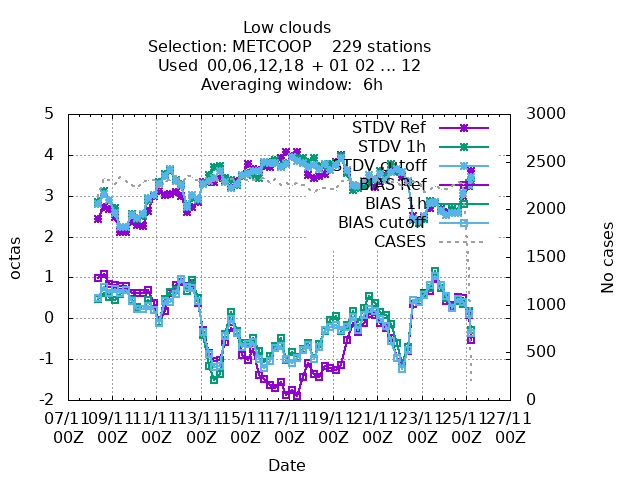 Low clouds
Selection: METCOOP 229 stations
Used 00,06,12,18 + 01 02 ... 12
Averaging window: 6h
5
4
3
2
1
0
-1
-2
octas
3000
2500
2000
1500
1000
500
0
No cases
STDV Ref
STDV 1h
STDV cutoff
BIAS Ref
BIAS 1h
BIAS cutoff
CASES
07/11 09/11 11/11 13/11 15/11 17/11 19/11 21/11 23/11 25/11 27/11
00Z 00Z 00Z 00Z 00Z 00Z 00Z 00Z 00Z 00Z 00Z
Date